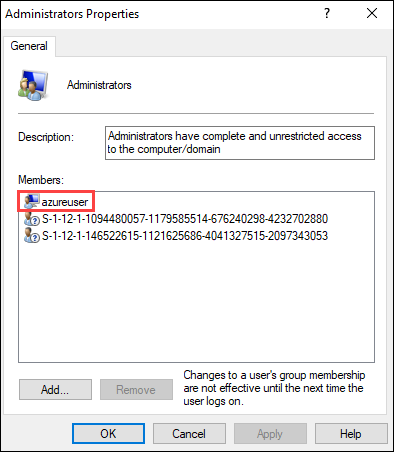 Administrators Properties
General
Administrators
Description:
Administrators have complete and unrestricted access
to the computer/domain
Members:
azureuser
S-1-12-1-1094480057-1179585514-676240298-4232702880
S-1-12-1-146522615-1121625686-4041327515-2097343053
Add...
Remove
Changes to a user's group membership
are not effective until the next time the
user logs on.
OK
Cancel
Apply
Help